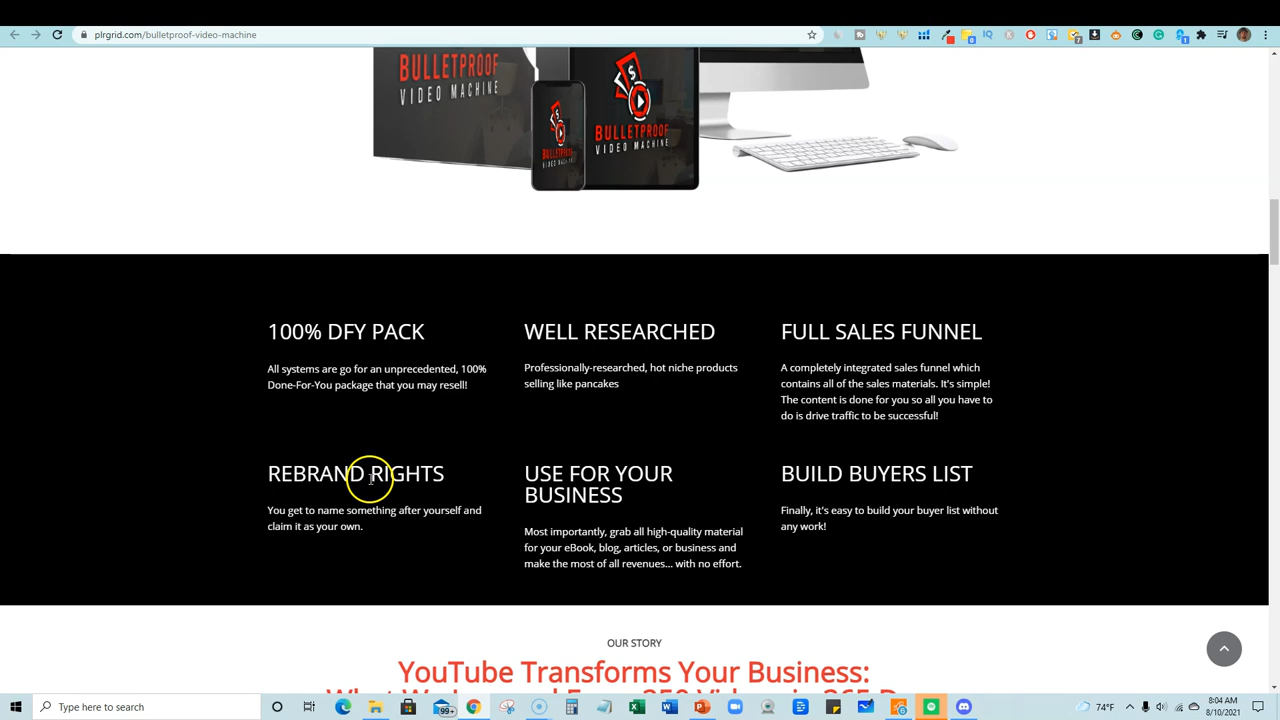 plrgrid.com/bulletproof-video-machine
BULLETPROOF
VIDEO MACHINE
BULLETPROOF
VIDEO MACHINE
BULLETPROOF
VIDEO MACHINE
100% DFY PACK
All systems are go for an unprecedented, 100%
Done-For-You package that you may resell!
WELL RESEARCHED
Professionally-researched, hot niche products
selling like pancakes
FULL SALES FUNNEL
A completely integrated sales funnel which
contains all of the sales materials. It's simple!
The content is done for you so all you have to
do is drive traffic to be successful!
REBRAND RIGHTS
You get to name something after yourself and
claim it as your own.
USE FOR YOUR
BUSINESS
Most importantly, grab all high-quality material
for your eBook, blog, articles, or business and
make the most of all revenues... with no effort.
BUILD BUYERS LIST
Finally, it's easy to build your buyer list without
any work!
OUR STORY
YouTube Transforms Your Business:
Type here to search
99+
74°F
8:04 AM
8/10/2021